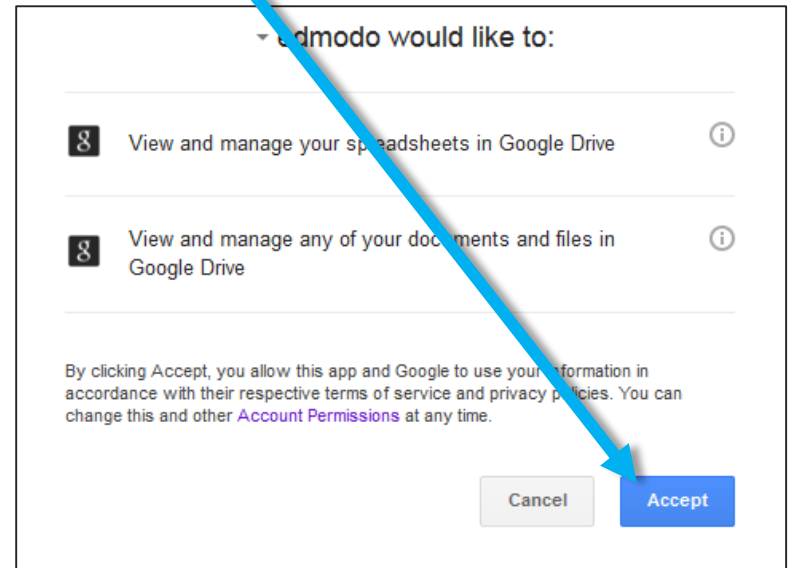 edmodo would like to:
View and manage your spreadsheets in Google Drive
View and manage any of your documents and files in
Google Drive
By clicking Accept, you allow this app and Google to use your information in
accordance with their respective terms of service and privacy policies. You can
change this and other Account Permissions at any time.
Cancel Accept